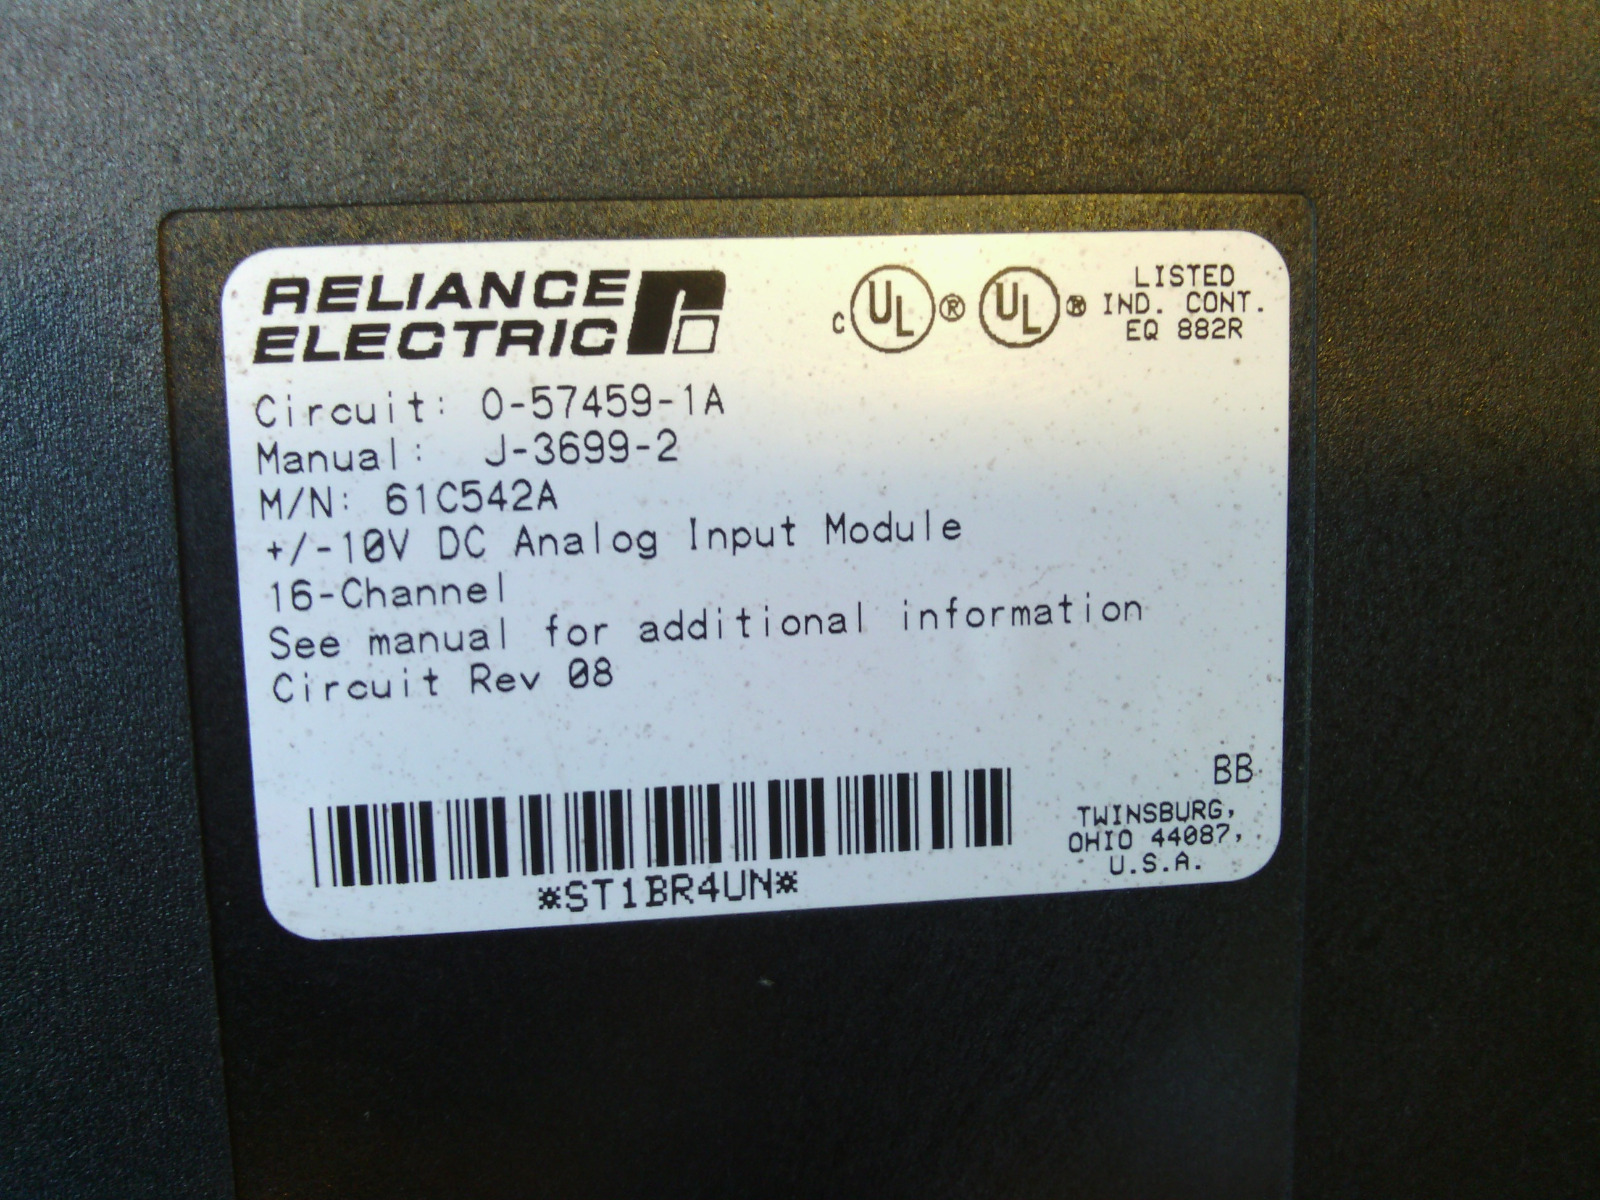 RELIANCE
ELECTRIC
c UL ® UL ®
LISTED
IND. CONT.
EQ 882R
Circuit: 0-57459-1A
Manual: J-3699-2
M/N: 61C542A
+/-10V DC Analog Input Module
16-Channel
See manual for additional information
Circuit Rev 08
*ST1BR4UN*
BB
TWINSBURG,
OHIO 44087,
U.S.A.